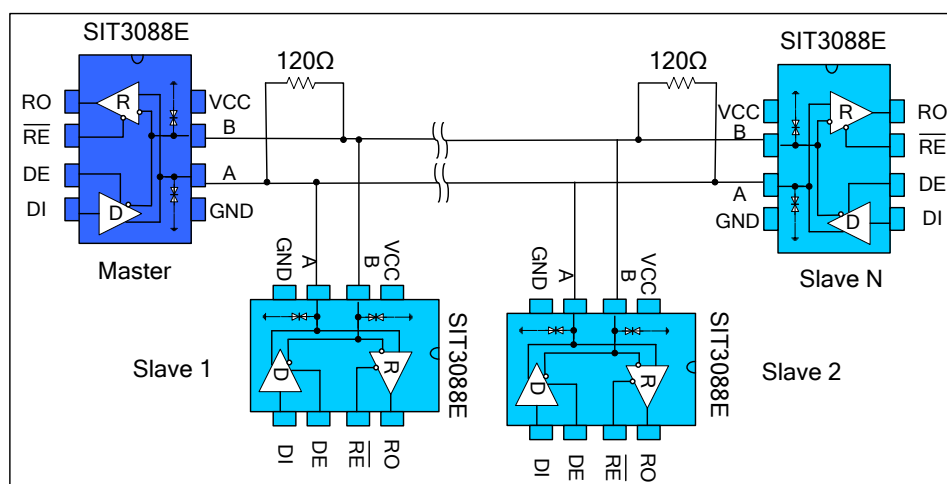 SIT3088E
SIT3088E
120Ω
120Ω
RO
R
VCC
RE
B
DE
A
DI
D
GND
Master
VCC
R
RO
B
RE
A
DE
GND
D
DI
Slave N
GND
A
B
VCC
SIT3088E
D
R
Slave 1
DI
DE
RE
RO
GND
A
B
VCC
SIT3088E
D
R
Slave 2
DI
DE
RE
RO